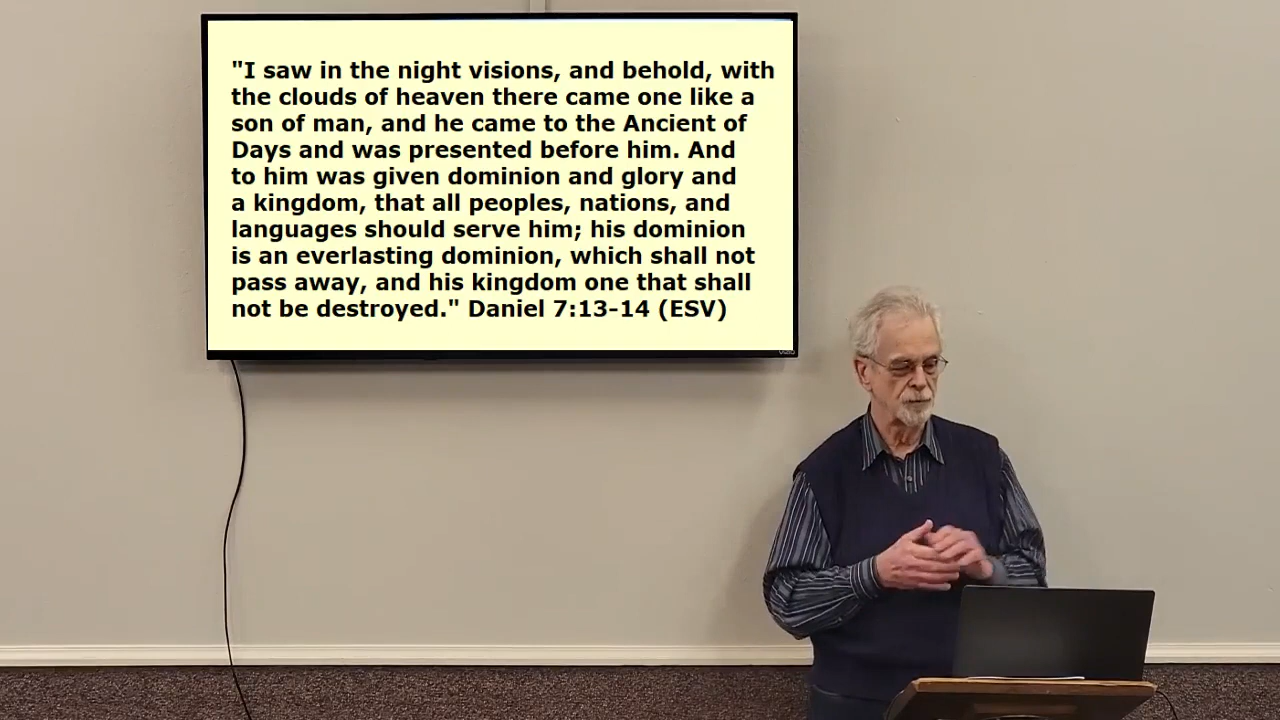 "I saw in the night visions, and behold, with
the clouds of heaven there came one like a
son of man, and he came to the Ancient of
Days and was presented before him. And
to him was given dominion and glory and
a kingdom, that all peoples, nations, and
languages should serve him; his dominion
is an everlasting dominion, which shall not
pass away, and his kingdom one that shall
not be destroyed." Daniel 7:13-14 (ESV)
VIZIO